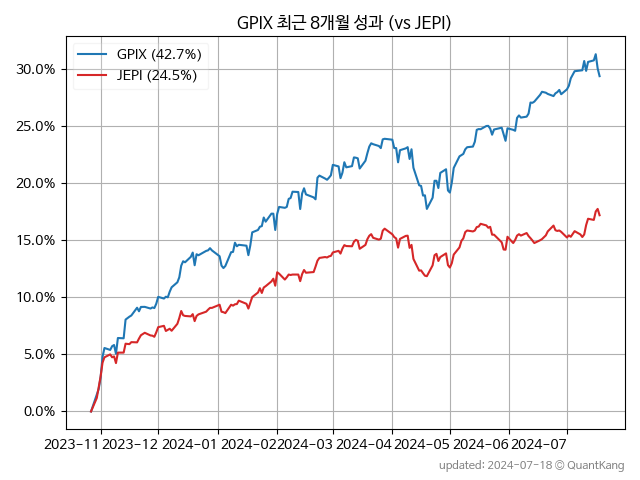 GPIX 최근 8개월 성과 (vs JEPI)
GPIX (42.7%)
JEPI (24.5%)
30.0%
25.0%
20.0%
15.0%
10.0%
5.0%
0.0%
2023-11 2023-12 2024-01 2024-02 2024-03 2024-04 2024-05 2024-06 2024-07
updated: 2024-07-18 © QuantKang